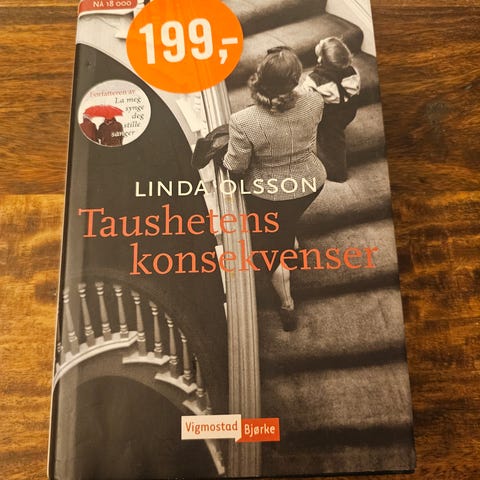 NÅ 18 000
199,-
Forfatteren av
La meg
synge
deg
stille
sanger
LINDA OLSSON
Taushetens
konsekvenser
Vigmostad Bjørke